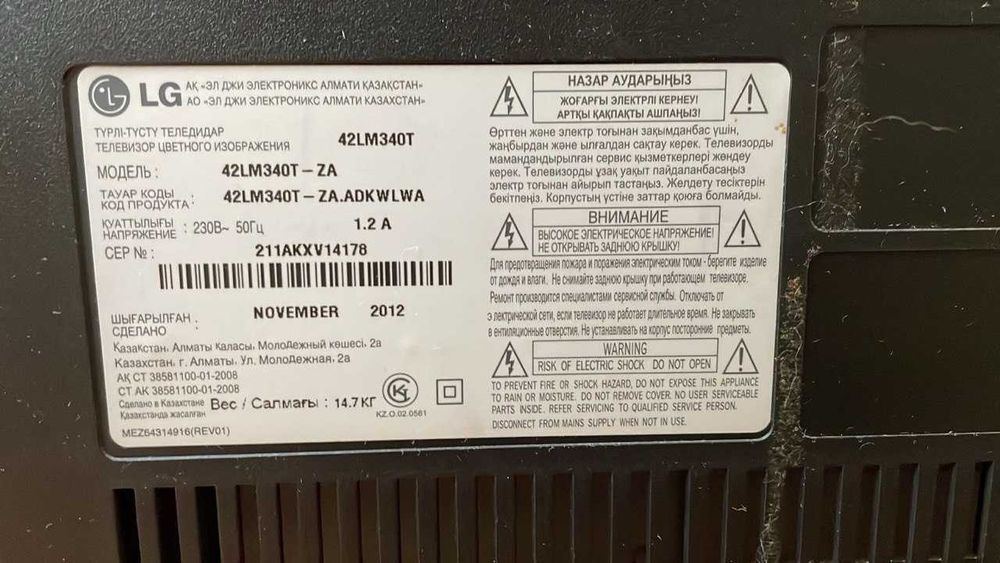 LG АҚ «ЭЛ ДЖИ ЭЛЕКТРОНИКС АЛМАТИ ҚАЗАҚСТАН»
АО «ЭЛ ДЖИ ЭЛЕКТРОНИКС АЛМАТИ КАЗАХСТАН»
ТҮРЛІ-ТҮСТУ ТЕЛЕДИДАР
ТЕЛЕВИЗОР ЦВЕТНОГО ИЗОБРАЖЕНИЯ 42LM340T
МОДЕЛЬ : 42LM340T-ZA
ТАУАР КОДЫ
КОД ПРОДУКТА : 42LM340T-ZA.ADKWLWA
ҚУАТТЫЛЫҒЫ
НАПРЯЖЕНИЕ : 230В~ 50Гц 1.2 А
СЕР № : 211AKXV14178
ШЫҒАРЫЛҒАН :
СДЕЛАНО NOVEMBER 2012
Қазақстан. Алматы қаласы. Молодежный көшесі. 2а
Казахстан. г. Алматы. Ул. Молодежная. 2а
АҚ СТ 38581100-01-2008
СТ АК 38581100-01-2008
Сделано в Казахстане
Қазақстанда жасалған
Вес / Салмағы : 14.7 КГ
KZ.O.02.0561
MEZ64314916(REV01)
НАЗАР АУДАРЫҢЫЗ
ЖОҒАРҒЫ ЭЛЕКТРЛІ КЕРНЕУ!
АРТҚЫ ҚАҚПАҚТЫ АШПАҢЫЗ!
Өрттен және электр тоғынан зақымданбас үшін,
жаңбырдан және ылғалдан сақтау керек. Телевизорды
мамандандырылған сервис қызметкерлері жөндеу
керек. Телевизорды ұзақ уақыт пайдаланбасаңыз
электр тоғынан айырып тастаңыз. Желдету тесіктерін
бекітпеңіз. Корпустың үстіне заттар қоюға болмайды.
ВНИМАНИЕ
ВЫСОКОЕ ЭЛЕКТРИЧЕСКОЕ НАПРЯЖЕНИЕ!
НЕ ОТКРЫВАТЬ ЗАДНЮЮ КРЫШКУ!
Для предотвращения пожара и поражения электрическим током - берегите изделие
от дождя и влаги. Не снимайте заднюю крышку при работающем телевизоре.
Ремонт производится специалистами сервисной службы. Отключать от
э лектрической сети, если телевизор не работает длительное время. Не закрывать
в ентиляционные отверстия. Не устанавливать на корпус посторонние предметы.
WARNING
RISK OF ELECTRIC SHOCK DO NOT OPEN
TO PREVENT FIRE OR SHOCK HAZARD, DO NOT EXPOSE THIS APPLIANCE
TO RAIN OR MOISTURE. DO NOT REMOVE COVER. NO USER SERVICEABLE
PARTS INSIDE. REFER SERVICING TO QUALIFIED SERVICE PERSON.
DISCONNECT FROM MAINS SUPPLY WHEN NOT IN USE.